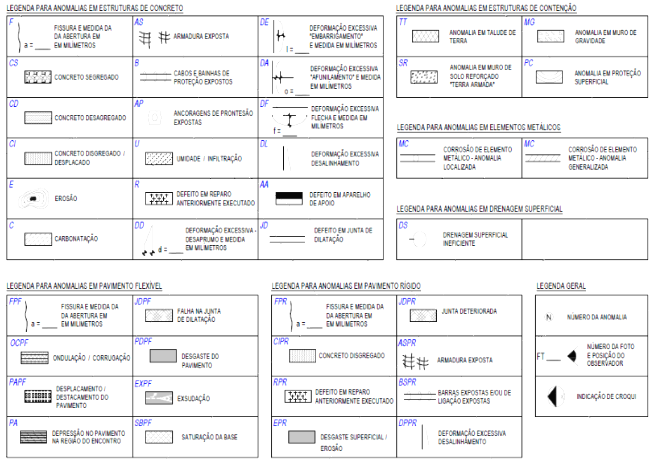 LEGENDA PARA ANOMALIAS EM ESTRUTURAS DE CONCRETO
F
FISSURA E MEDIDA DA
DA ABERTURA EM
EM MILÍMETROS
a = ____
AS
ARMADURA EXPOSTA
DE
DEFORMAÇÃO EXCESSIVA
"EMBARRIGAMENTO"
E MEDIDA EM MILÍMETROS
l = ____
CS
CONCRETO SEGREGADO
B
CABOS E BAINHAS DE
PROTEÇÃO EXPOSTOS
DA
DEFORMAÇÃO EXCESSIVA
"AFUNILAMENTO" E MEDIDA
EM MILÍMETROS
o = ____
CD
CONCRETO DESAGREGADO
AP
ANCORAGENS DE PRONTESÃO
EXPOSTAS
DF
DEFORMAÇÃO EXCESSIVA
FLECHA E MEDIDA EM
MILÍMETROS
f = ____
CI
CONCRETO DISGREGADO /
DESPLACADO
U
UMIDADE / INFILTRAÇÃO
DL
DEFORMAÇÃO EXCESSIVA
DESALINHAMENTO
E
EROSÃO
R
DEFEITO EM REPARO
ANTERIORMENTE EXECUTADO
AA
DEFEITO EM APARELHO
DE APOIO
C
CARBONATAÇÃO
DD
DEFORMAÇÃO EXCESSIVA -
DESAPRUMO E MEDIDA
EM MILÍMETROS
d = ____
JD
DEFEITO EM JUNTA DE
DILATAÇÃO
LEGENDA PARA ANOMALIAS EM ESTRUTURAS DE CONTENÇÃO
TT
ANOMALIA EM TALUDE DE
TERRA
MG
ANOMALIA EM MURO DE
GRAVIDADE
SR
ANOMALIA EM MURO DE
SOLO REFORÇADO
"TERRA ARMADA"
PC
ANOMALIA EM PROTEÇÃO
SUPERFICIAL
LEGENDA PARA ANOMALIAS EM ELEMENTOS METÁLICOS
MC
CORROSÃO DE ELEMENTO
METÁLICO - ANOMALIA
LOCALIZADA
MC
CORROSÃO DE ELEMENTO
METÁLICO - ANOMALIA
GENERALIZADA
LEGENDA PARA ANOMALIAS EM DRENAGEM SUPERFICIAL
DS
DRENAGEM SUPERFICIAL
INEFICIENTE
LEGENDA PARA ANOMALIAS EM PAVIMENTO FLEXÍVEL
FPF
FISSURA E MEDIDA DA
DA ABERTURA EM
EM MILÍMETROS
a = ____
JDPF
FALHA NA JUNTA
DE DILATAÇÃO
OCPF
ONDULAÇÃO / CORRUGAÇÃO
PDPF
DESGASTE DO
PAVIMENTO
PAPF
DESPLACAMENTO /
DESTACAMENTO DO
PAVIMENTO
EXPF
EXSUDAÇÃO
PA
DEPRESSÃO NO PAVIMENTO
NA REGIÃO DO ENCONTRO
SBPF
SATURAÇÃO DA BASE
LEGENDA PARA ANOMALIAS EM PAVIMENTO RÍGIDO
FPR
FISSURA E MEDIDA DA
DA ABERTURA EM
EM MILÍMETROS
a = ____
JDPR
JUNTA DETERIORADA
CIPR
CONCRETO DISGREGADO
ASPR
ARMADURA EXPOSTA
RPR
DEFEITO EM REPARO
ANTERIORMENTE EXECUTADO
BSPR
BARRAS EXPOSTAS E/OU DE
LIGAÇÃO EXPOSTAS
EPR
DESGASTE SUPERFICIAL /
EROSÃO
DPPR
DEFORMAÇÃO EXCESSIVA
DESALINHÂMENTO
LEGENDA GERAL
N
NÚMERO DA ANOMALIA
FT ____
NÚMERO DA FOTO
E POSIÇÃO DO
OBSERVADOR
INDICAÇÃO DE CROQUI